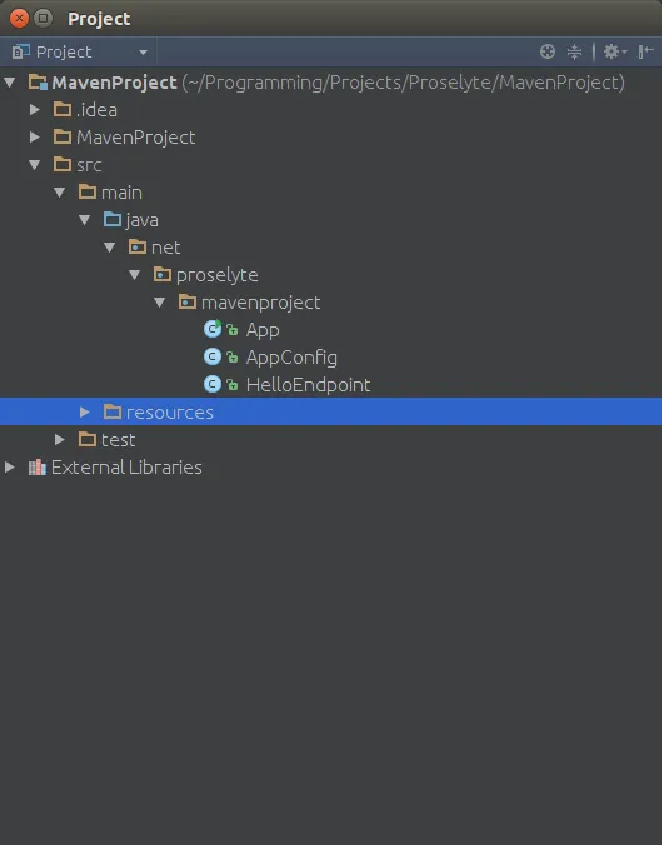 Project
Project
MavenProject (~/Programming/Projects/Proselyte/MavenProject)
.idea
MavenProject
src
main
java
net
proselyte
mavenproject
App
AppConfig
HelloEndpoint
resources
test
External Libraries